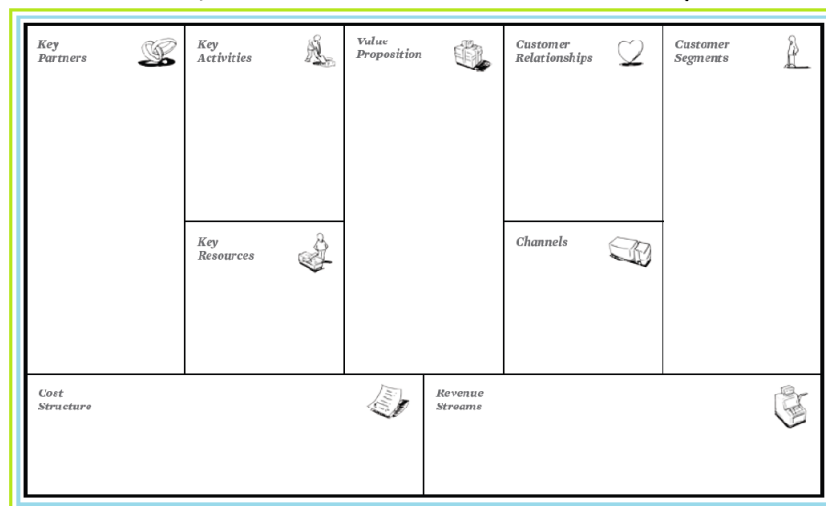 Key
Partners
Key
Activities
Value
Proposition
Customer
Relationships
Customer
Segments
Key
Resources
Channels
Cost
Structure
Revenue
Streams